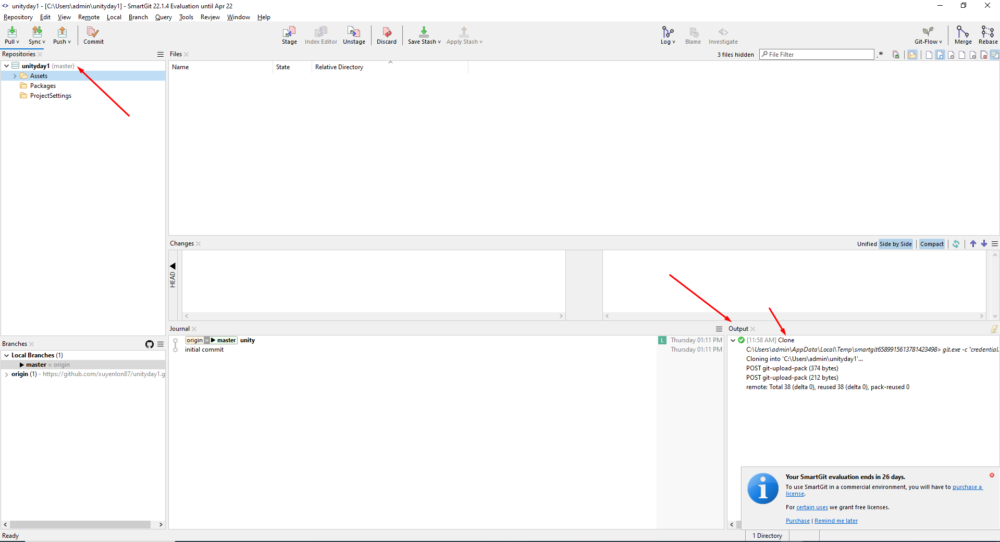 unityday1 - [C:\Users\admin\unityday1] - SmartGit 22.1.4 Evaluation until Apr 22
Repository Edit View Remote Local Branch Query Tools Review Window Help
Pull Sync Push Commit Stage Index Editor Unstage Discard Save Stash Apply Stash Log Blame Investigate Git-Flow Merge Rebase
Repositories
unityday1 (master)
Assets
Packages
ProjectSettings
Files
3 files hidden
File Filter
.*
Name State Relative Directory
Changes
Unified Side by Side Compact
HEAD
Journal
origin = master unity
L Thursday 01:11 PM
initial commit
Thursday 01:11 PM
Output
[11:58 AM] Clone
C:\Users\admin\AppData\Local\Temp\smartgit6589915613781423498> git.exe -c "credential.
Cloning into 'C:\Users\admin\unityday1'...
POST git-upload-pack (374 bytes)
POST git-upload-pack (212 bytes)
remote: Total 38 (delta 0), reused 38 (delta 0), pack-reused 0
Branches
Local Branches (1)
master = origin
origin (1) - https://github.com/xuyenlon87/unityday1.g
Your SmartGit evaluation ends in 26 days.
To use SmartGit in a commercial environment, you will have to purchase a
license.
For certain uses we grant free licenses.
Purchase | Remind me later
Ready
1 Directory